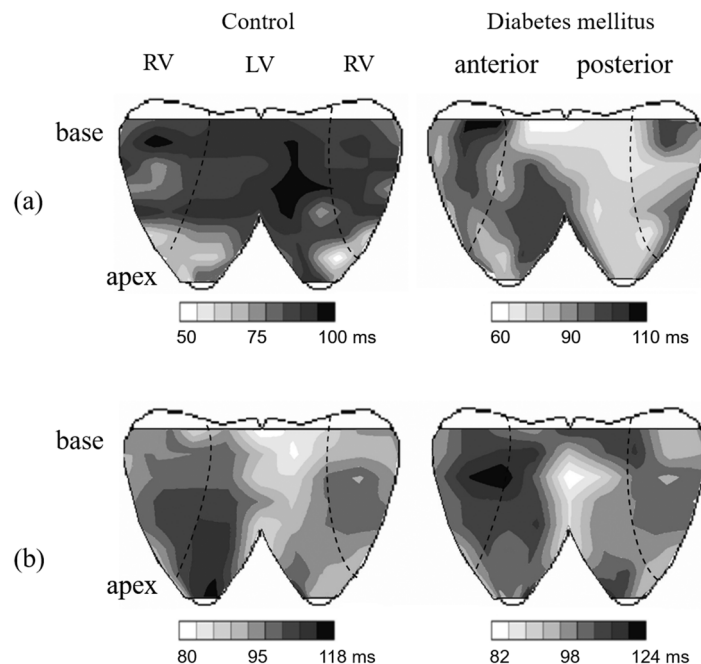 Control Diabetes mellitus
RV LV RV anterior posterior
base
(a)
apex
50 75 100 ms 60 90 110 ms
base
(b)
apex
80 95 118 ms 82 98 124 ms